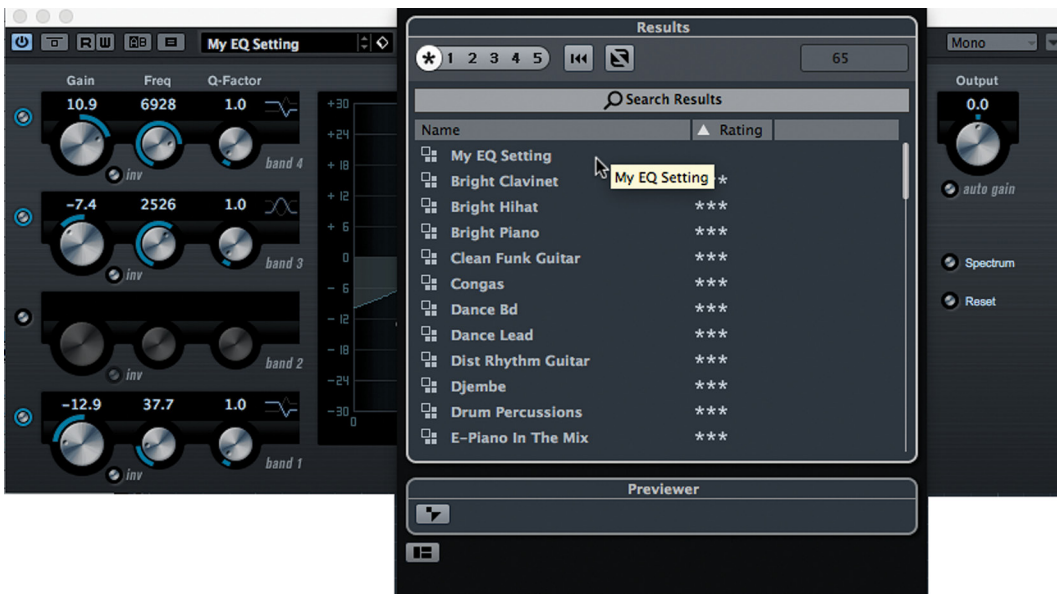 R W AB My EQ Setting
Gain Freq Q-Factor
10.9 6928 1.0
inv band 4
-7.4 2526 1.0
inv band 3
inv band 2
-12.9 37.7 1.0
inv band 1
+30
+24
+ 18
+ 12
+ 6
0
- 6
- 12
- 18
-24
-30
0
Results
* 1 2 3 4 5 65
Search Results
Name Rating
My EQ Setting
My EQ Setting
Bright Clavinet *
Bright Hihat ***
Bright Piano ***
Clean Funk Guitar ***
Congas ***
Dance Bd ***
Dance Lead ***
Dist Rhythm Guitar ***
Djembe ***
Drum Percussions ***
E-Piano In The Mix ***
Previewer
Mono
Output
0.0
auto gain
Spectrum
Reset